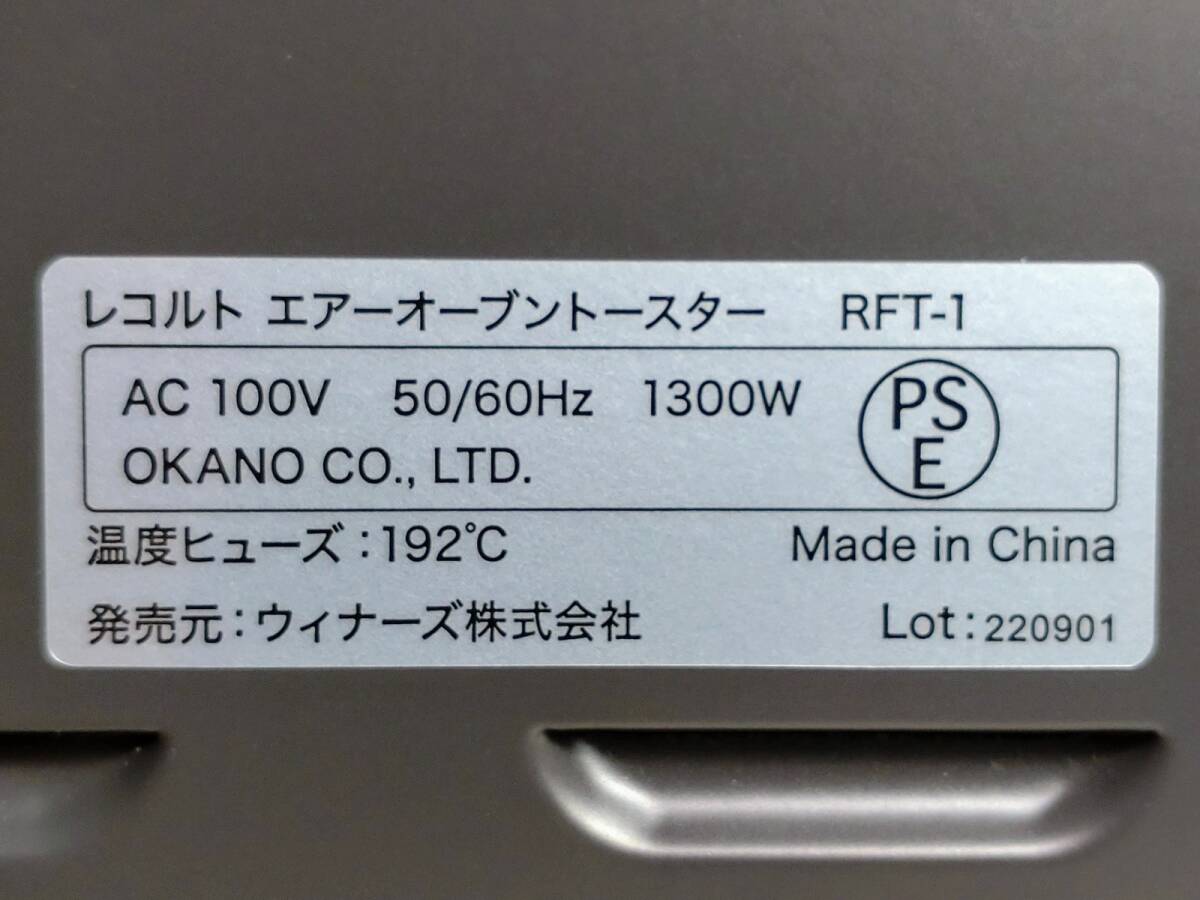 レコルト エアーオーブントースター RFT-1
AC 100V 50/60Hz 1300W
OKANO CO., LTD.
PS
E
温度ヒューズ:192℃ Made in China
発売元:ウィナーズ株式会社 Lot:220901